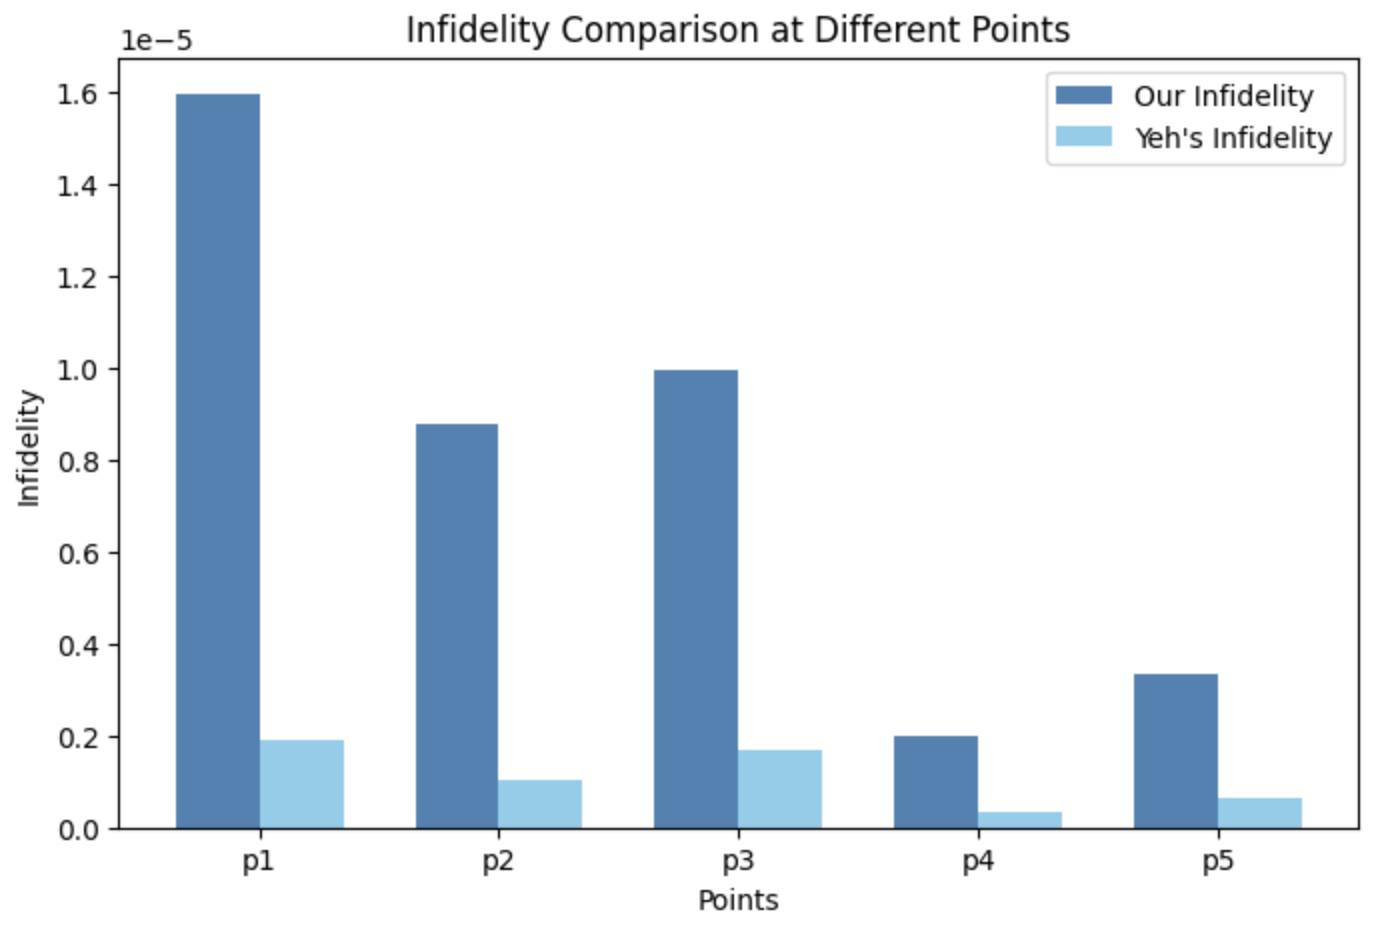 Infidelity Comparison at Different Points
1e−5
Our Infidelity
Yeh's Infidelity
1.6
1.4
1.2
1.0
0.8
0.6
0.4
0.2
0.0
Infidelity
p1 p2 p3 p4 p5
Points